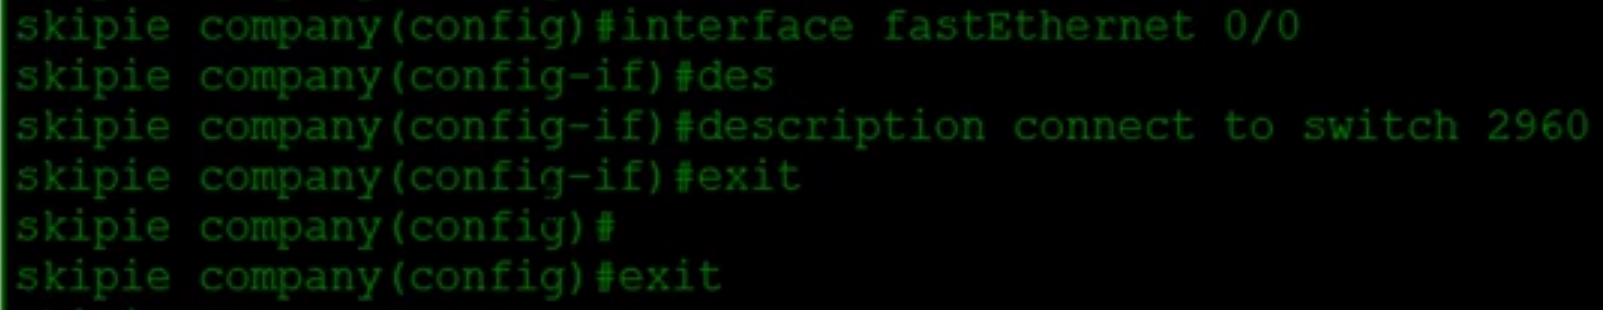 skipie company(config)#interface fastEthernet 0/0
skipie company(config-if)#des
skipie company(config-if)#description connect to switch 2960
skipie company(config-if)#exit
skipie company(config)#
skipie company(config)#exit